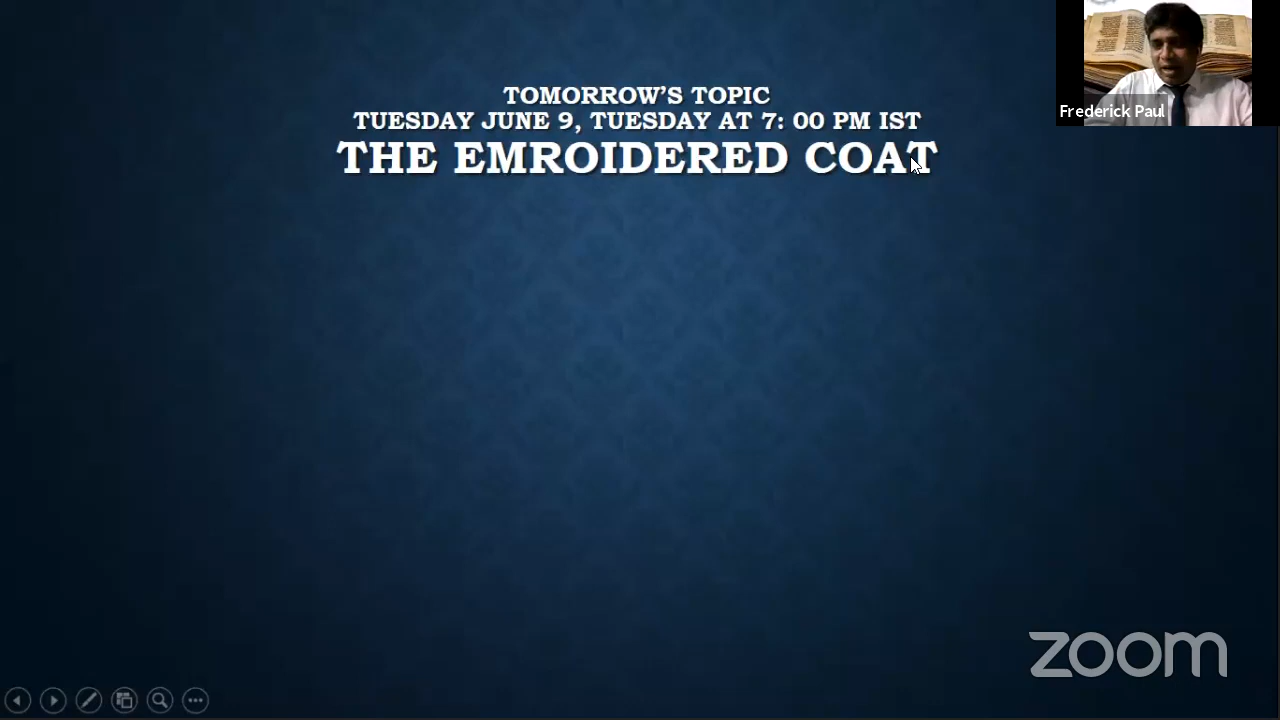 TOMORROW'S TOPIC
TUESDAY JUNE 9, TUESDAY AT 7: 00 PM IST
THE EMROIDERED COAT
Frederick Paul
zoom